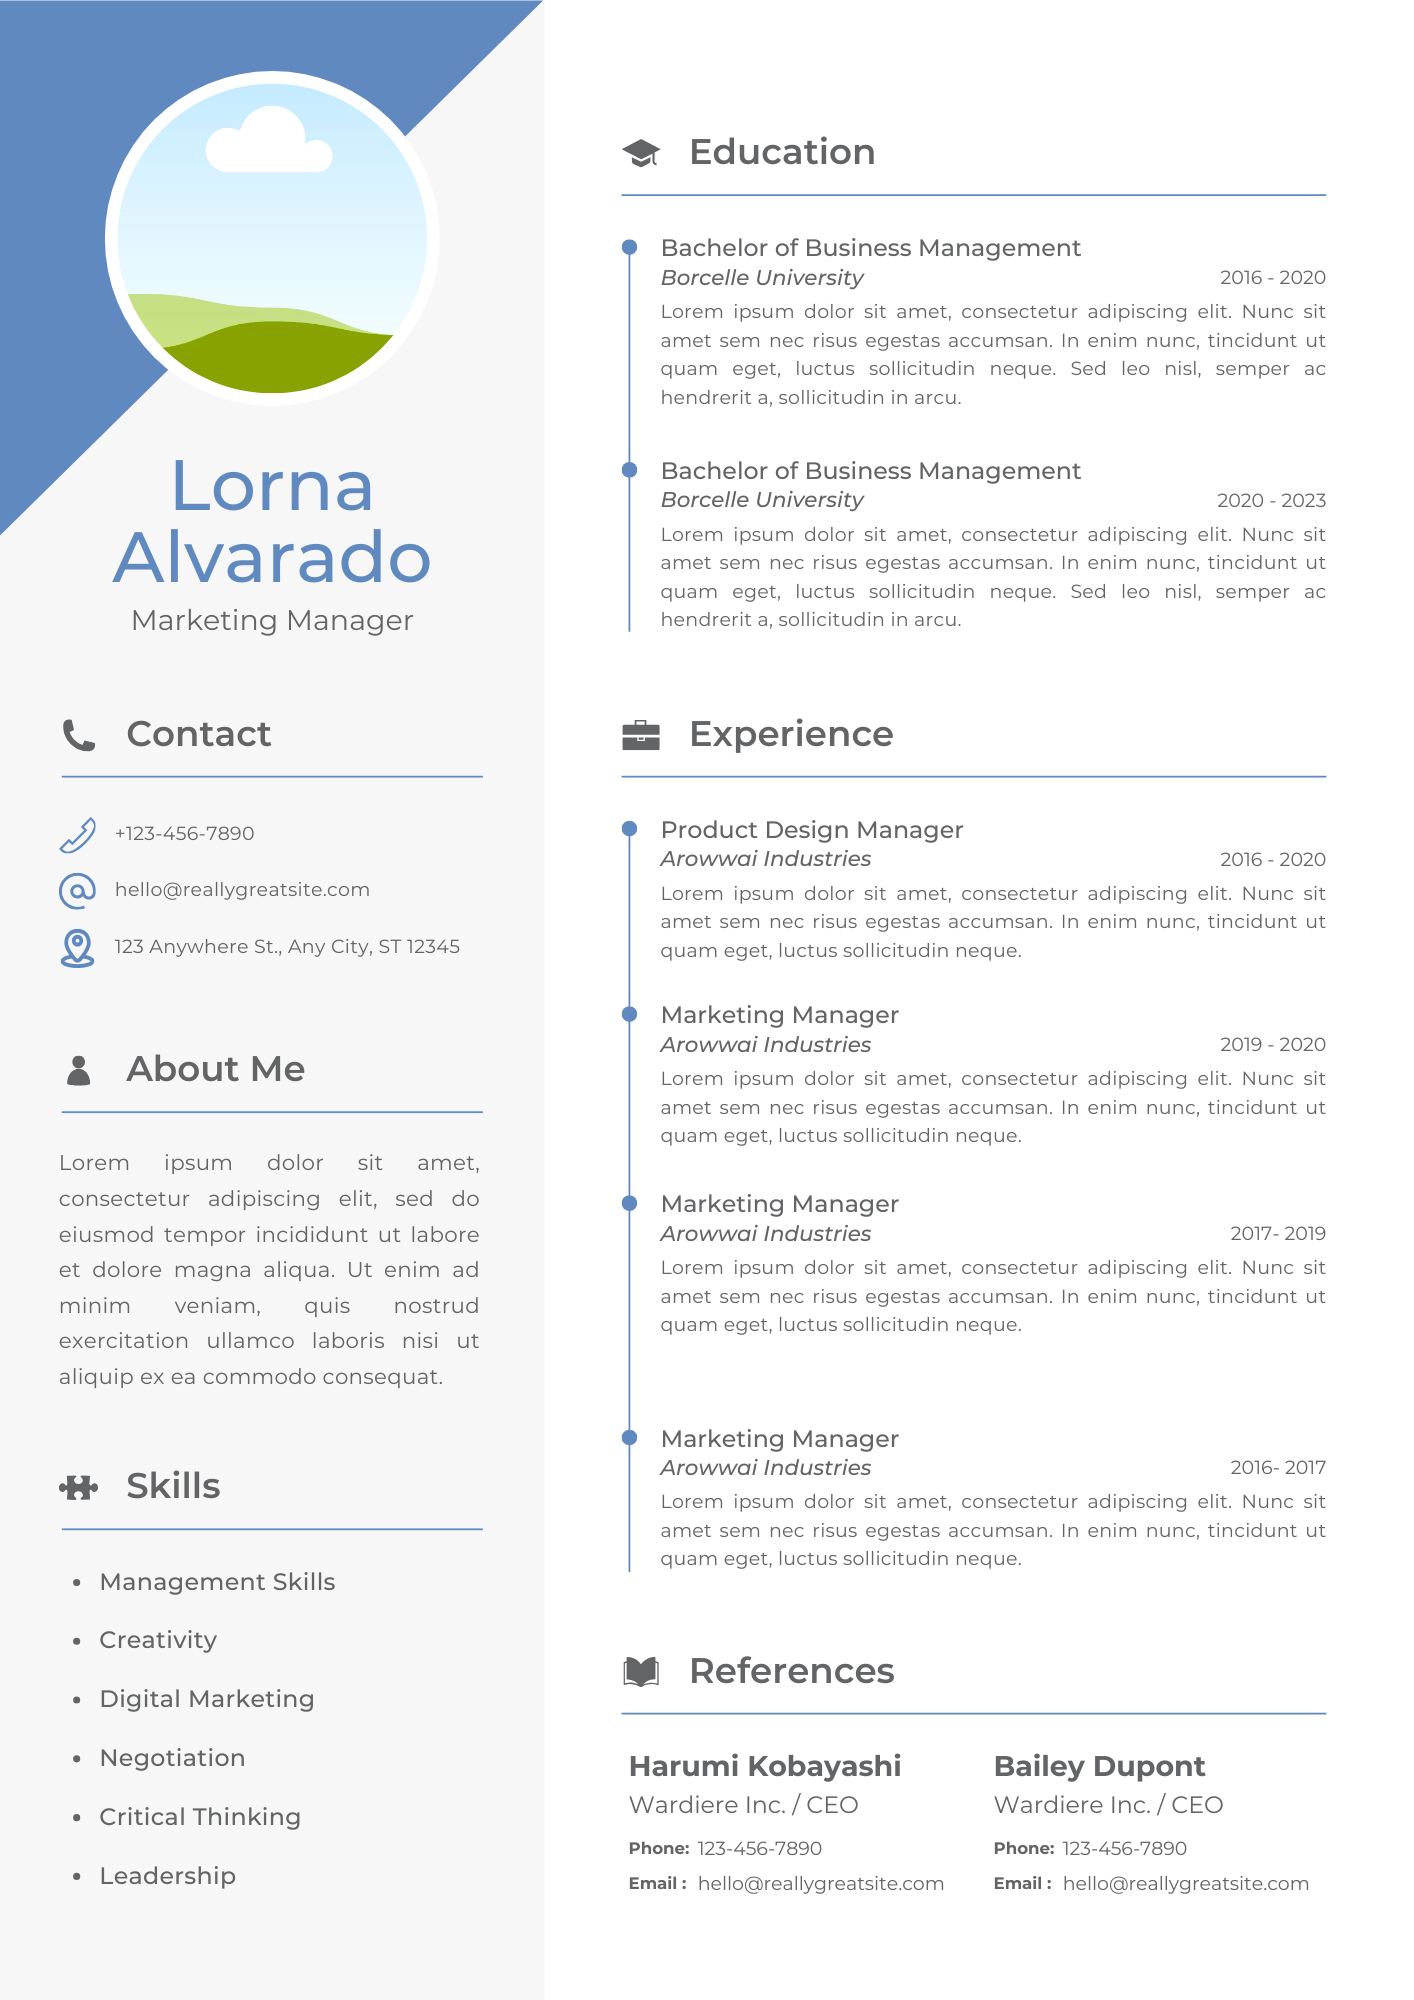 Lorna
Alvarado
Marketing Manager
Contact
+123-456-7890
hello@reallygreatsite.com
123 Anywhere St., Any City, ST 12345
About Me
Lorem ipsum dolor sit amet,
consectetur adipiscing elit, sed do
eiusmod tempor incididunt ut labore
et dolore magna aliqua. Ut enim ad
minim veniam, quis nostrud
exercitation ullamco laboris nisi ut
aliquip ex ea commodo consequat.
Skills
• Management Skills
• Creativity
• Digital Marketing
• Negotiation
• Critical Thinking
• Leadership
Education
Bachelor of Business Management
Borcelle University 2016 - 2020
Lorem ipsum dolor sit amet, consectetur adipiscing elit. Nunc sit
amet sem nec risus egestas accumsan. In enim nunc, tincidunt ut
quam eget, luctus sollicitudin neque. Sed leo nisl, semper ac
hendrerit a, sollicitudin in arcu.
Bachelor of Business Management
Borcelle University 2020 - 2023
Lorem ipsum dolor sit amet, consectetur adipiscing elit. Nunc sit
amet sem nec risus egestas accumsan. In enim nunc, tincidunt ut
quam eget, luctus sollicitudin neque. Sed leo nisl, semper ac
hendrerit a, sollicitudin in arcu.
Experience
Product Design Manager
Arowwai Industries 2016 - 2020
Lorem ipsum dolor sit amet, consectetur adipiscing elit. Nunc sit
amet sem nec risus egestas accumsan. In enim nunc, tincidunt ut
quam eget, luctus sollicitudin neque.
Marketing Manager
Arowwai Industries 2019 - 2020
Lorem ipsum dolor sit amet, consectetur adipiscing elit. Nunc sit
amet sem nec risus egestas accumsan. In enim nunc, tincidunt ut
quam eget, luctus sollicitudin neque.
Marketing Manager
Arowwai Industries 2017- 2019
Lorem ipsum dolor sit amet, consectetur adipiscing elit. Nunc sit
amet sem nec risus egestas accumsan. In enim nunc, tincidunt ut
quam eget, luctus sollicitudin neque.
Marketing Manager
Arowwai Industries 2016- 2017
Lorem ipsum dolor sit amet, consectetur adipiscing elit. Nunc sit
amet sem nec risus egestas accumsan. In enim nunc, tincidunt ut
quam eget, luctus sollicitudin neque.
References
Harumi Kobayashi
Wardiere Inc. / CEO
Phone: 123-456-7890
Email : hello@reallygreatsite.com
Bailey Dupont
Wardiere Inc. / CEO
Phone: 123-456-7890
Email : hello@reallygreatsite.com